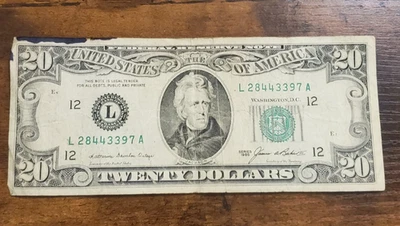 FEDERAL RESERVE NOTE
20 THE UNITED STATES OF AMERICA 20
THIS NOTE IS LEGAL TENDER
FOR ALL DEBTS, PUBLIC AND PRIVATE
L 28443397 A
WASHINGTON, D.C.
12 12
L
L 28443397 A
12 12
SERIES
1985
20 TWENTY DOLLARS 20